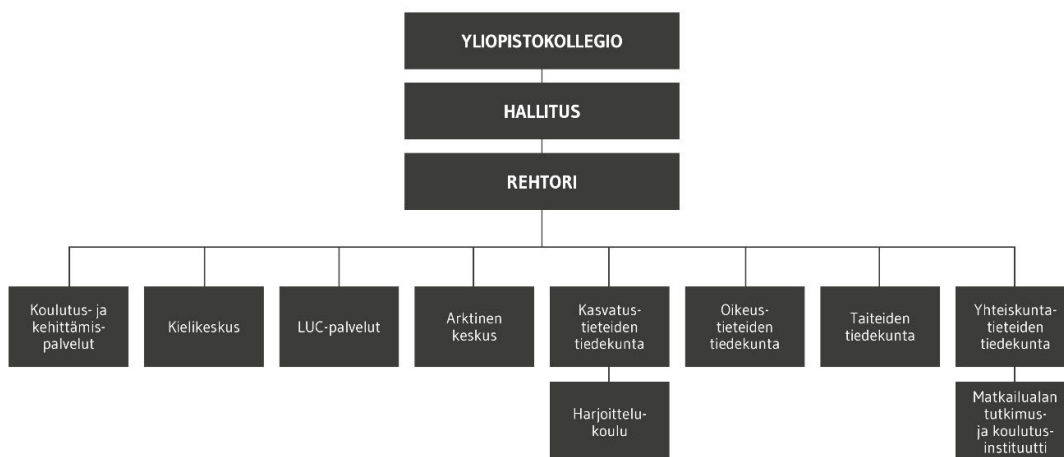 YLIOPISTOKOLLEGIO
HALLITUS
REHTORI
Koulutus- ja
kehittämis-
palvelut
Kielikeskus
LUC-palvelut
Arktinen
keskus
Kasvatus-
tieteiden
tiedekunta
Oikeus-
tieteiden
tiedekunta
Taiteiden
tiedekunta
Yhteiskunta-
tieteiden
tiedekunta
Harjoittelu-
koulu
Matkailualan
tutkimus-
ja koulutus-
instituutti